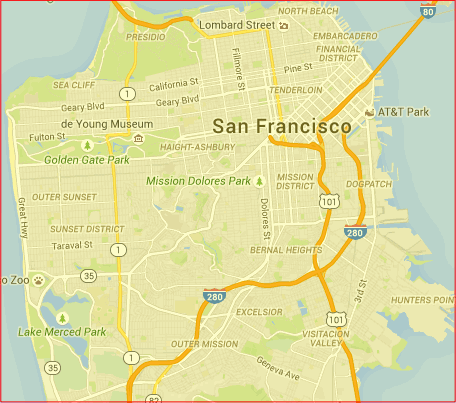 NORTH BEACH
80
Lombard Street
PRESIDIO
EMBARCADERO
FINANCIAL
DISTRICT
Fillmore St
Pine St
SEA CLIFF
California St
TENDERLOIN
1
Geary Blvd
Geary Blvd
AT&T Park
de Young Museum
San Francisco
Fulton St
HAIGHT-ASHBURY
Golden Gate Park
Mission Dolores Park
MISSION
DISTRICT
DOGPATCH
OUTER SUNSET
Great Hwy
Dolores St
101
SUNSET DISTRICT
280
Taraval St
1
BERNAL HEIGHTS
o Zoo
35
280
3rd St
HUNTERS POIN
EXCELSIOR
101
Lake Merced Park
VISITACION
VALLEY
OUTER MISSION
1
Geneva Ave
35
82